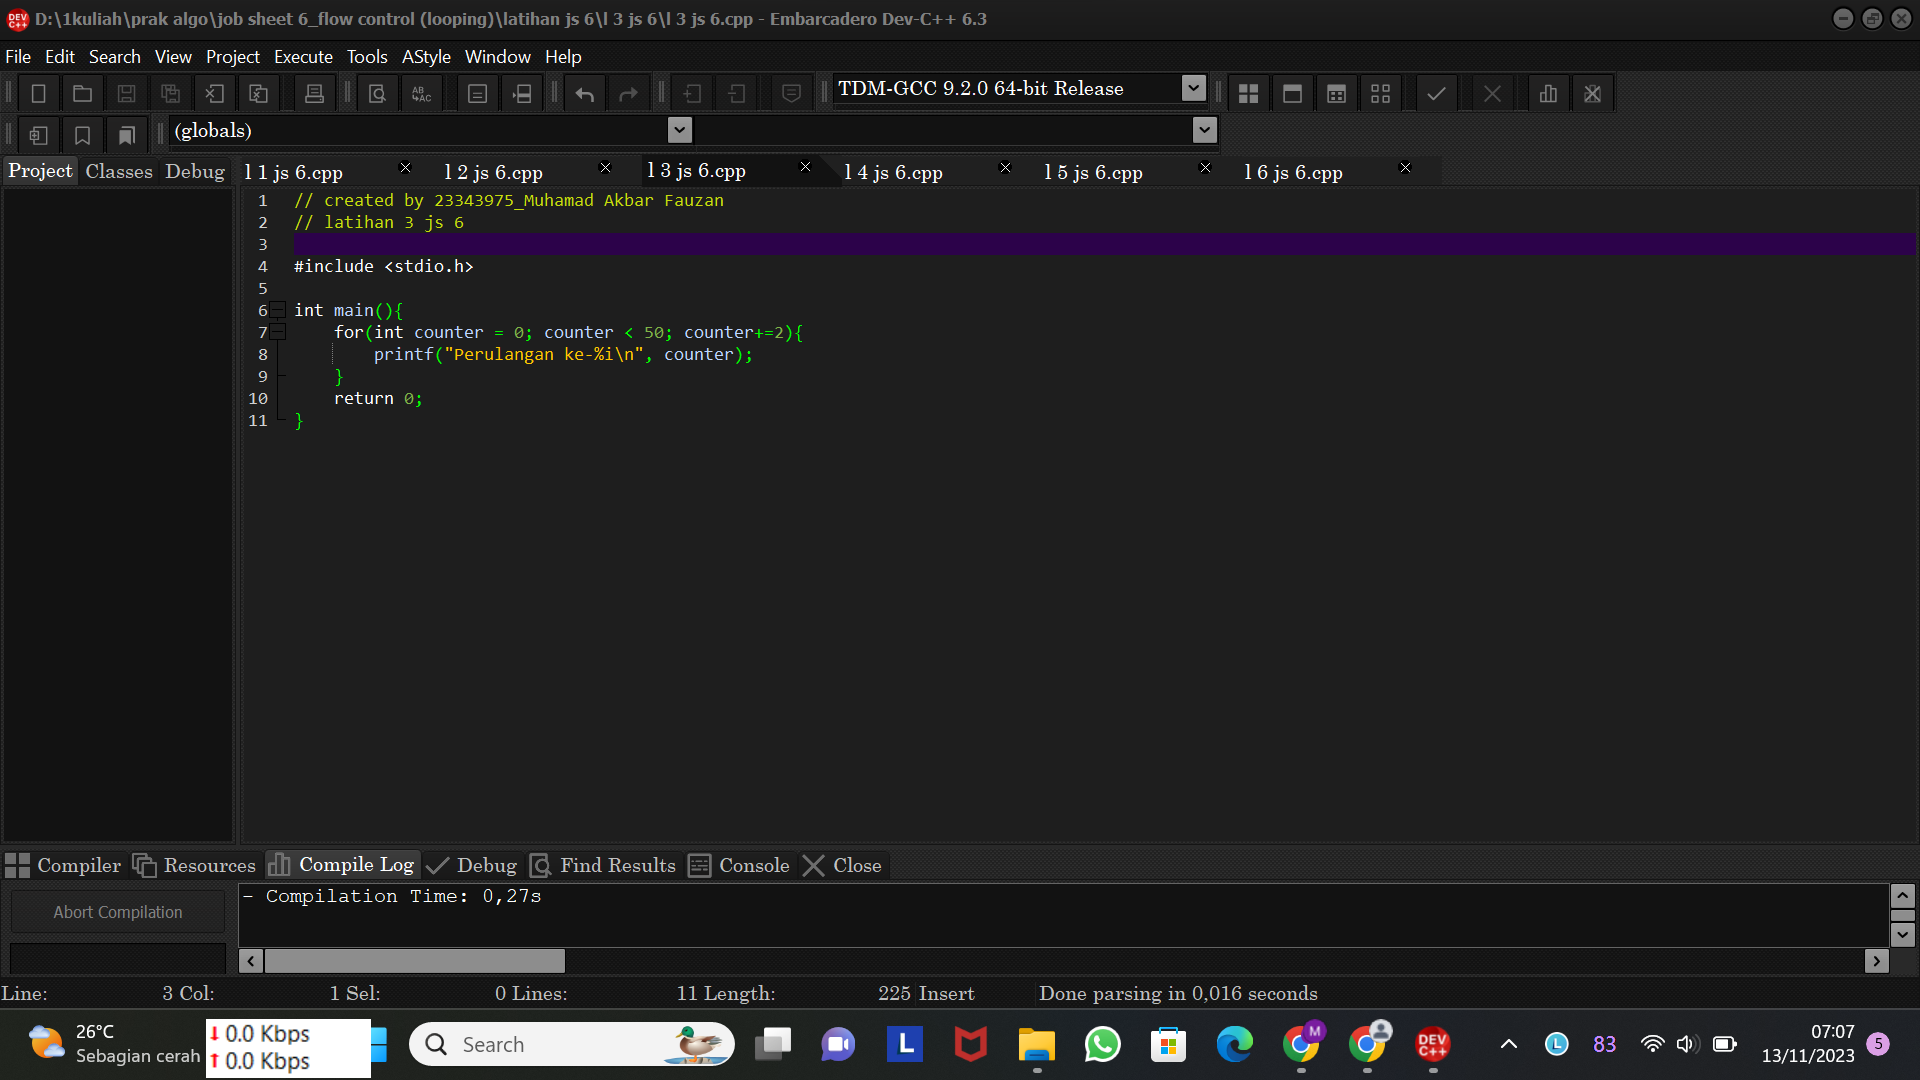 D:\1kuliah\prak algo\job sheet 6_flow control (looping)\latihan js 6\l 3 js 6\l 3 js 6.cpp - Embarcadero Dev-C++ 6.3
File Edit Search View Project Execute Tools AStyle Window Help
TDM-GCC 9.2.0 64-bit Release
(globals)
Project Classes Debug l 1 js 6.cpp l 2 js 6.cpp l 3 js 6.cpp l 4 js 6.cpp l 5 js 6.cpp l 6 js 6.cpp
1 // created by 23343975_Muhamad Akbar Fauzan
2 // latihan 3 js 6
3
4 #include <stdio.h>
5
6 int main(){
7 for(int counter = 0; counter < 50; counter+=2){
8 printf("Perulangan ke-%i\n", counter);
9 }
10 return 0;
11 }
Compiler Resources Compile Log Debug Find Results Console Close
Abort Compilation
- Compilation Time: 0,27s
Line: 3 Col: 1 Sel: 0 Lines: 11 Length: 225 Insert Done parsing in 0,016 seconds
26°C
Sebagian cerah
0.0 Kbps
0.0 Kbps
Search
L
M
DEV C++
L
83
07:07
13/11/2023
5